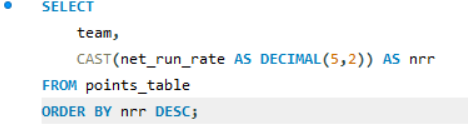 SELECT
team,
CAST(net_run_rate AS DECIMAL(5,2)) AS nrr
FROM points_table
ORDER BY nrr DESC;